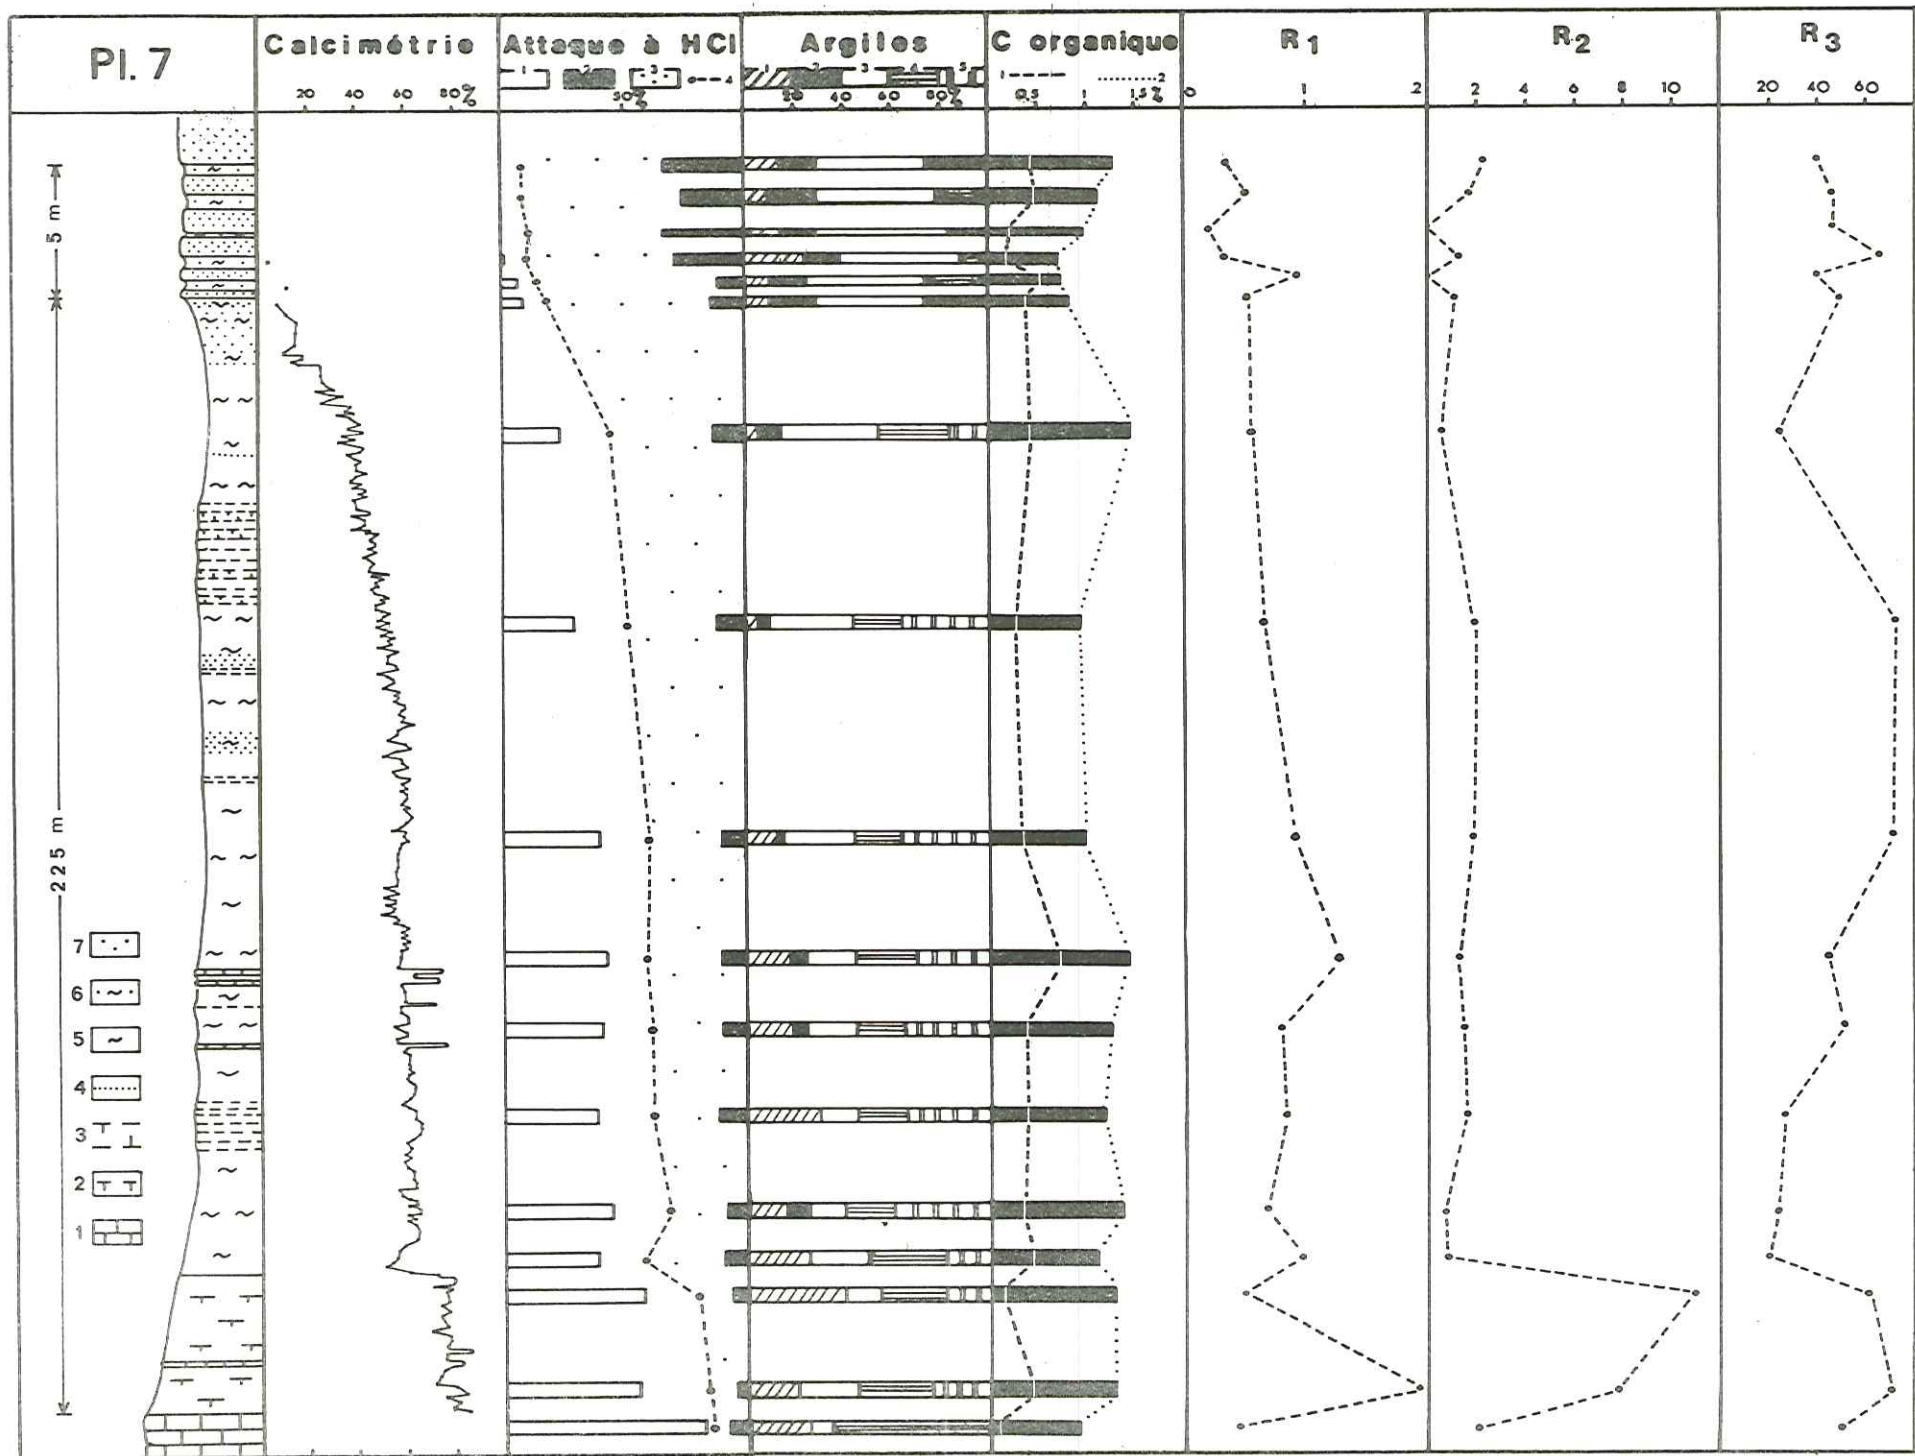 Pl. 7
Calcimétrie
20 40 60 80%
Attaque à HCl
1 2 3 4
50%
Argiles
1 2 3 4 5
20 40 60 80%
C organique
1 2
0,5 1 1,5%
R1
0 1 2
R2
2 4 6 8 10
R3
20 40 60
5 m
225 m
7
6
5
4
3
2
1